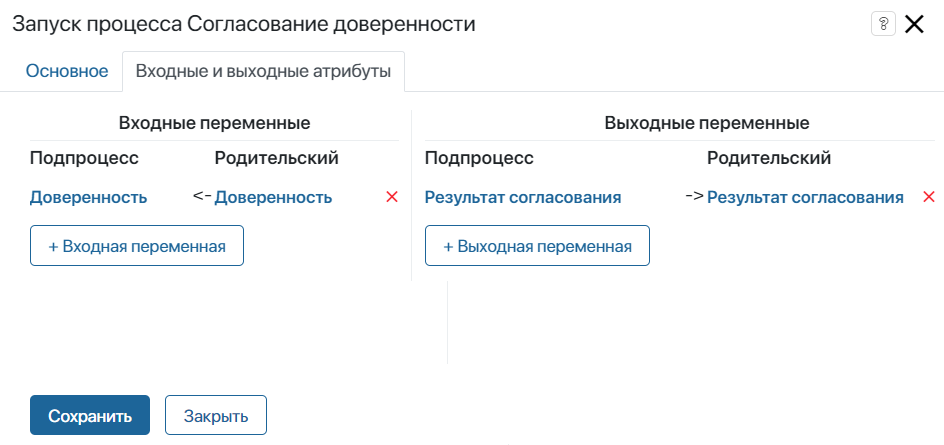 Запуск процесса Согласование доверенности ?
Основное Входные и выходные атрибуты
Входные переменные Выходные переменные
Подпроцесс Родительский Подпроцесс Родительский
Доверенность <- Доверенность Результат согласования -> Результат согласования
+ Входная переменная + Выходная переменная
Сохранить Закрыть